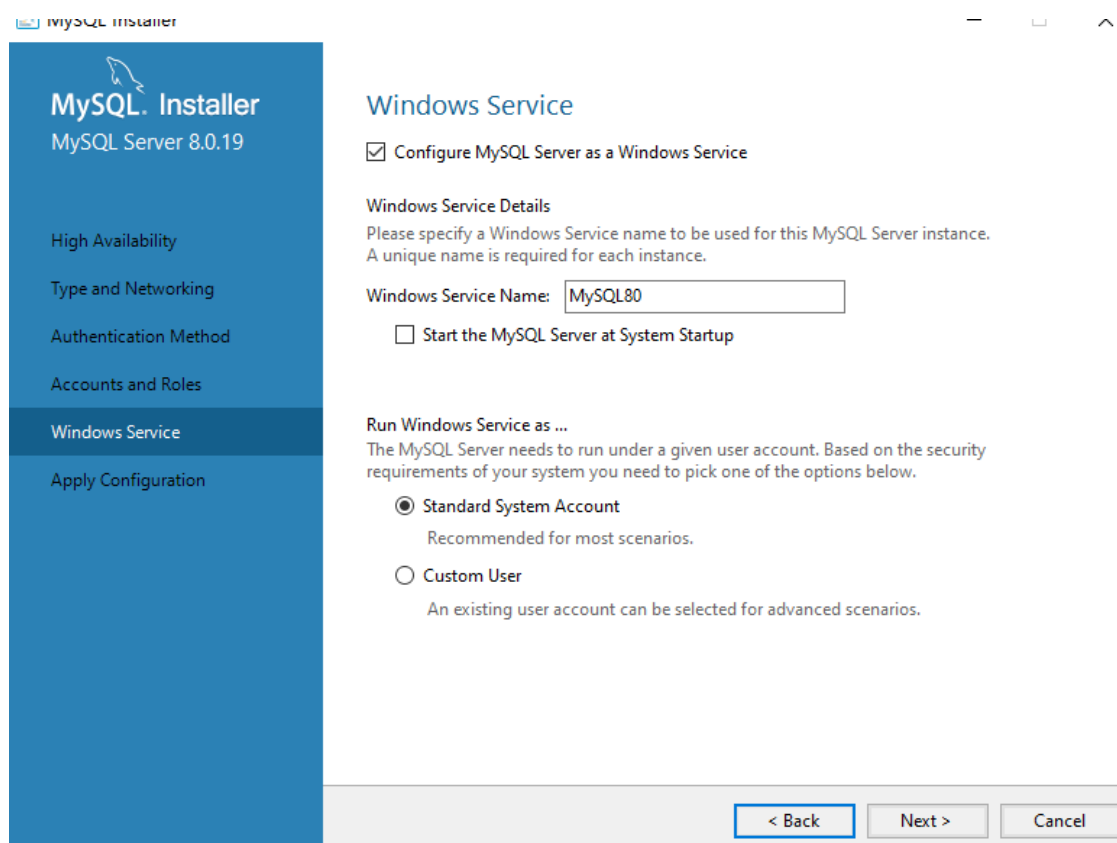 MySQL Installer
MySQL. Installer
MySQL Server 8.0.19
High Availability
Type and Networking
Authentication Method
Accounts and Roles
Windows Service
Apply Configuration
Windows Service
Configure MySQL Server as a Windows Service
Windows Service Details
Please specify a Windows Service name to be used for this MySQL Server instance.
A unique name is required for each instance.
Windows Service Name: MySQL80
Start the MySQL Server at System Startup
Run Windows Service as ...
The MySQL Server needs to run under a given user account. Based on the security
requirements of your system you need to pick one of the options below.
Standard System Account
Recommended for most scenarios.
Custom User
An existing user account can be selected for advanced scenarios.
< Back Next > Cancel